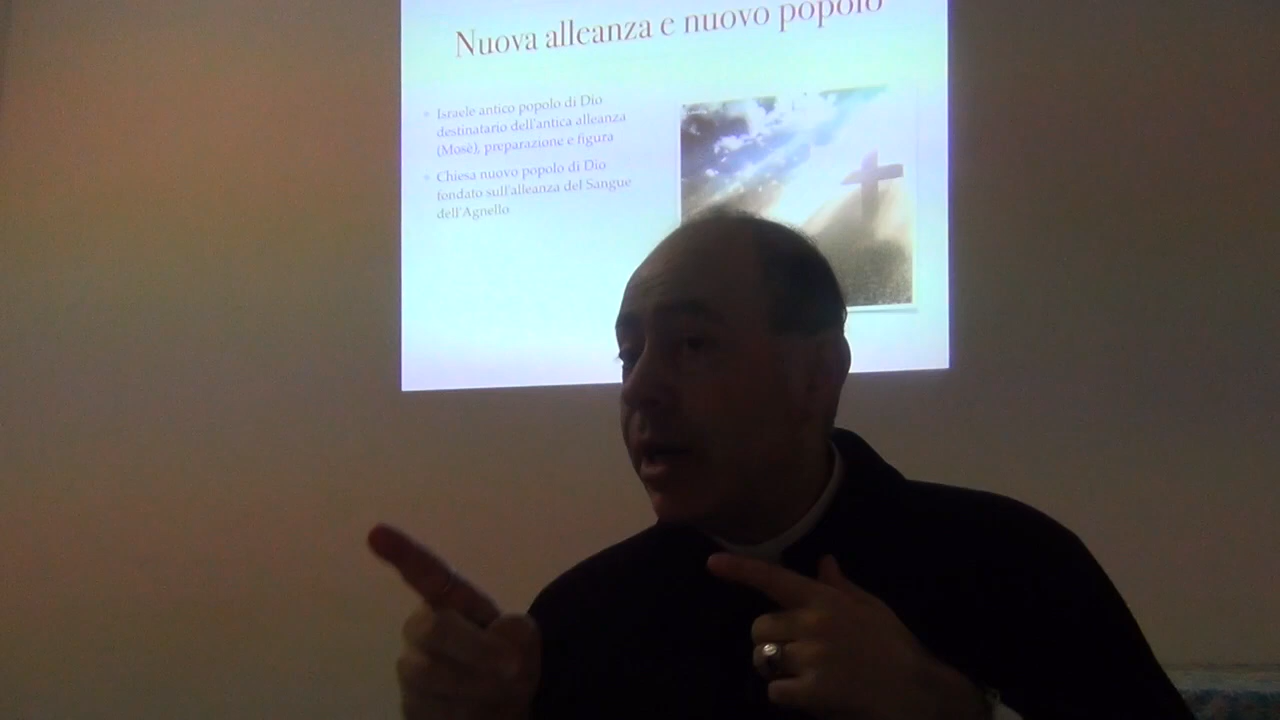 Nuova alleanza e nuovo popolo
Israele antico popolo di Dio
destinatario dell'antica alleanza
(Mosè), preparazione e figura
Chiesa nuovo popolo di Dio
fondato sull'alleanza del Sangue
dell'Agnello